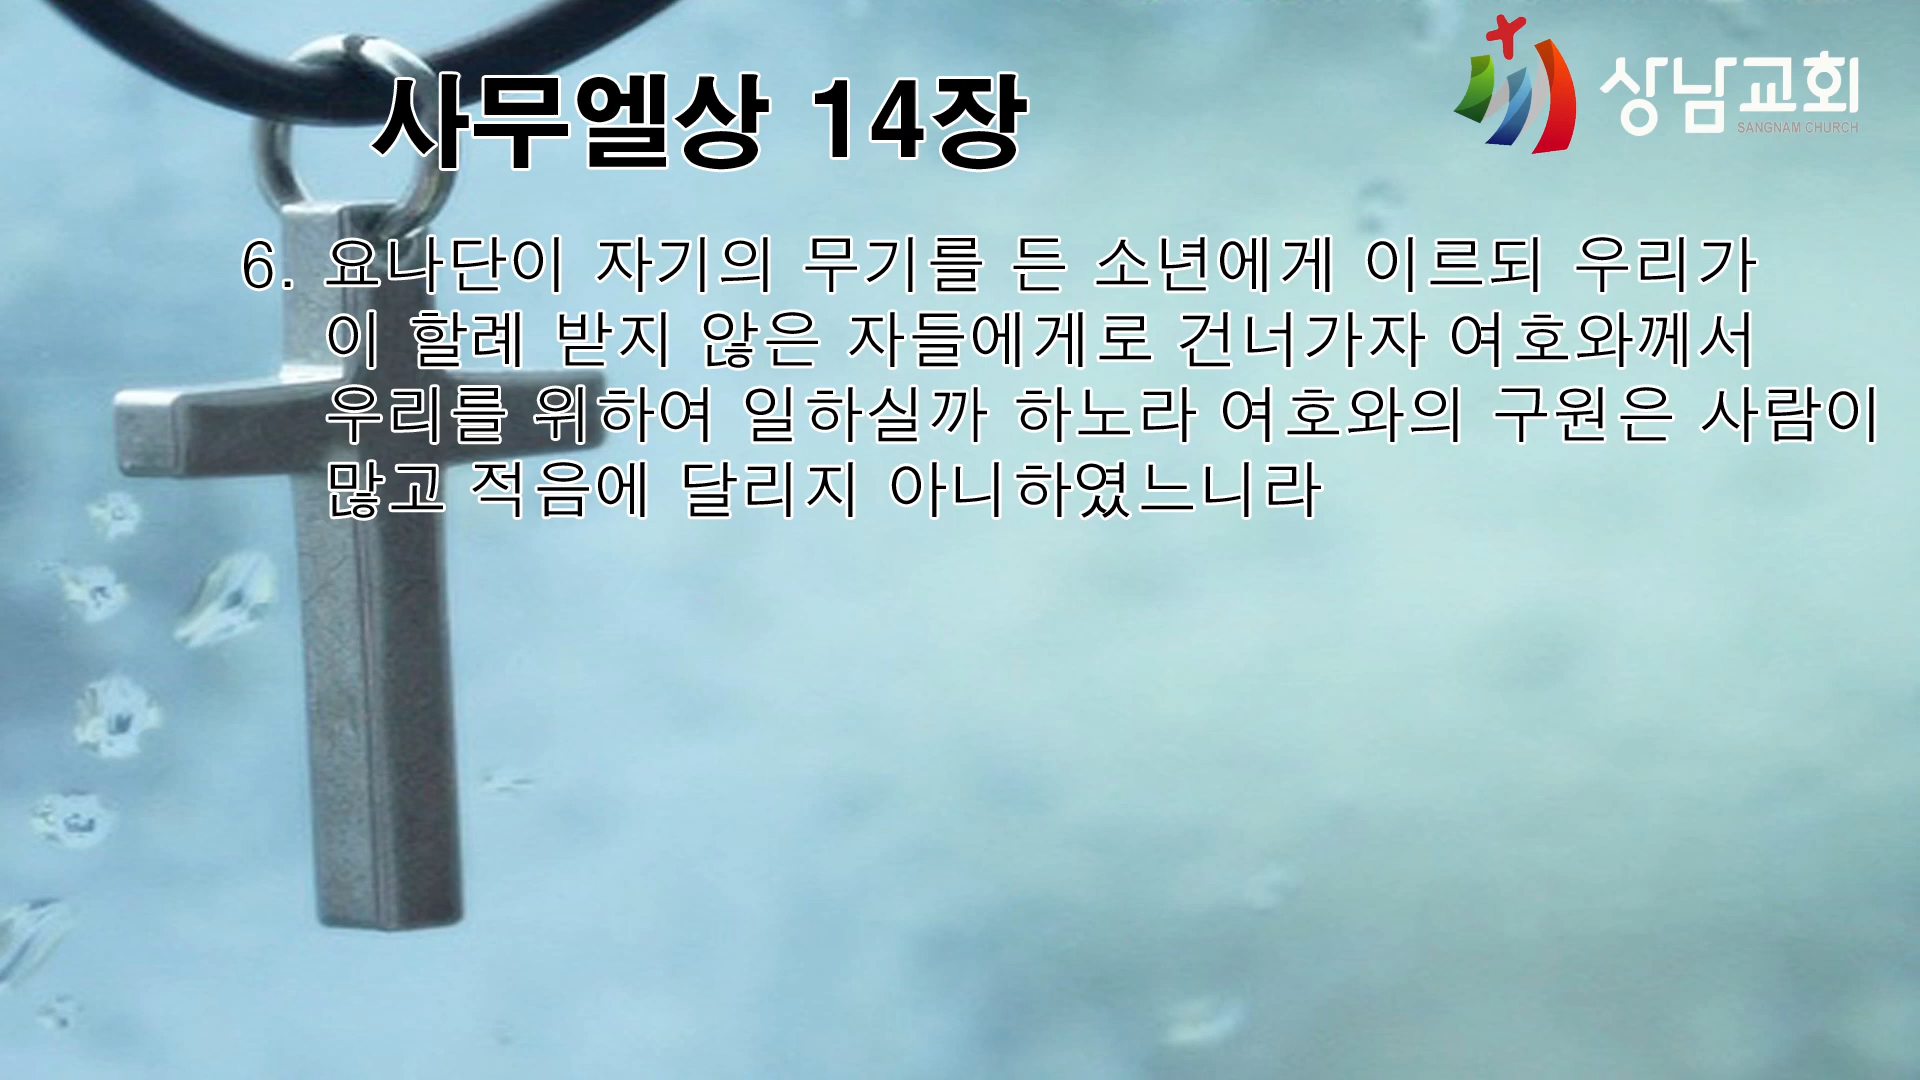 사무엘상 14장
상남교회
SANGNAM CHURCH
6. 요나단이 자기의 무기를 든 소년에게 이르되 우리가
이 할례 받지 않은 자들에게로 건너가자 여호와께서
우리를 위하여 일하실까 하노라 여호와의 구원은 사람이
많고 적음에 달리지 아니하였느니라